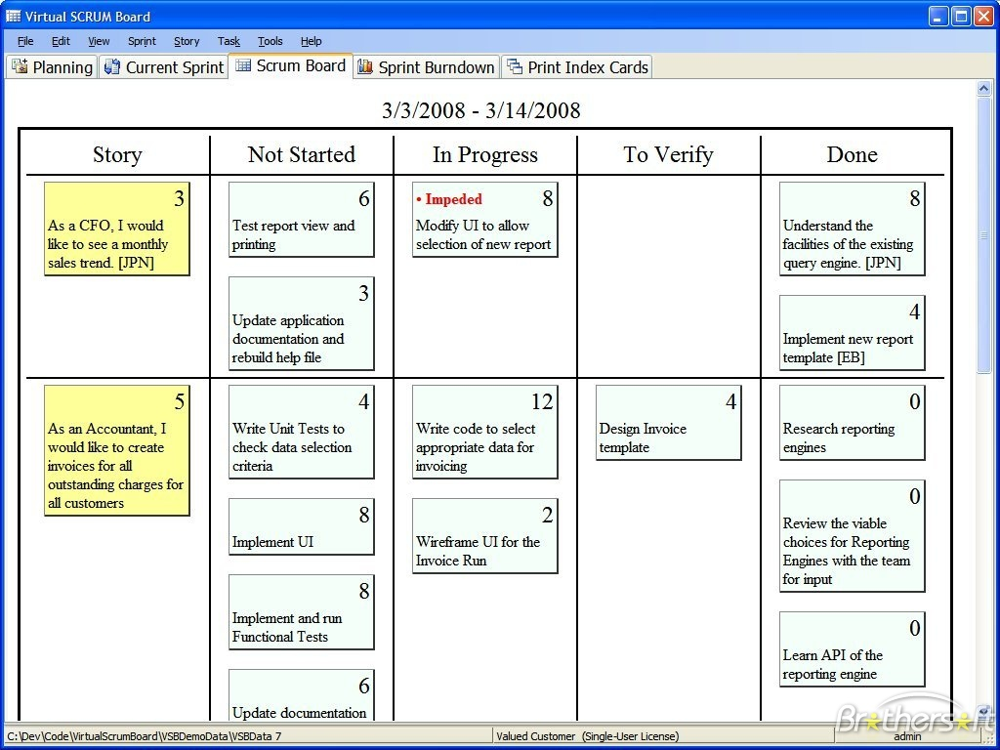 Virtual SCRUM Board
File Edit View Sprint Story Task Tools Help
Planning Current Sprint Scrum Board Sprint Burndown Print Index Cards
3/3/2008 - 3/14/2008
Story Not Started In Progress To Verify Done
3
As a CFO, I would
like to see a monthly
sales trend. [JPN]
6
Test report view and
printing
3
Update application
documentation and
rebuild help file
• Impeded 8
Modify UI to allow
selection of new report
8
Understand the
facilities of the existing
query engine. [JPN]
4
Implement new report
template [EB]
5
As an Accountant, I
would like to create
invoices for all
outstanding charges for
all customers
4
Write Unit Tests to
check data selection
criteria
8
Implement UI
8
Implement and run
Functional Tests
6
Update documentation
12
Write code to select
appropriate data for
invoicing
2
Wireframe UI for the
Invoice Run
4
Design Invoice
template
0
Research reporting
engines
0
Review the viable
choices for Reporting
Engines with the team
for input
0
Learn API of the
reporting engine
Brothersoft
C:\Dev\Code\VirtualScrumBoard\VSBDemoData\VSBData 7 Valued Customer (Single-User License) admin